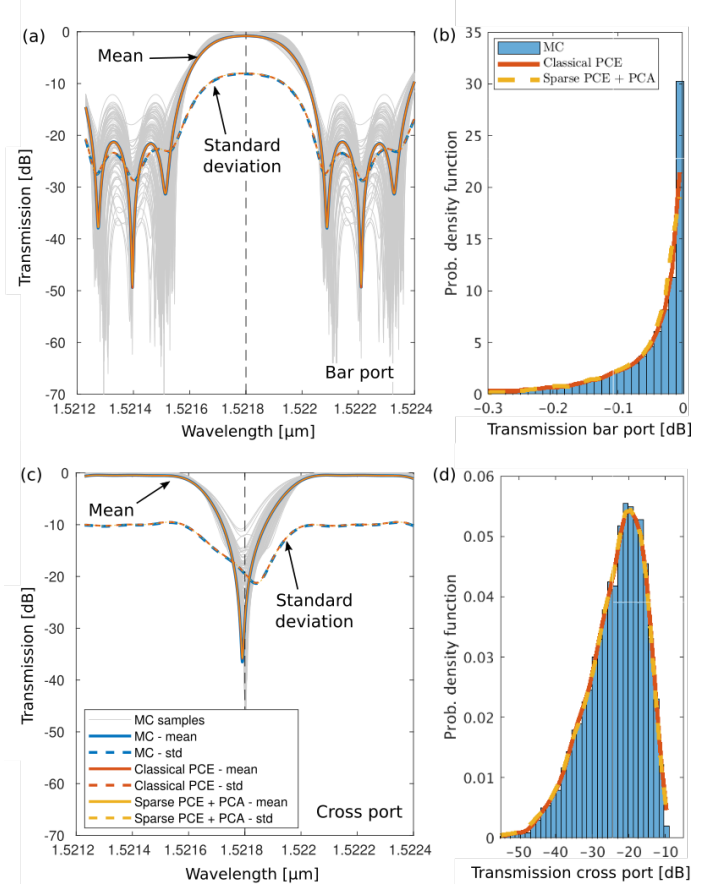 (a)
0
-10
-20
-30
-40
-50
-60
-70
Transmission [dB]
Mean
Standard
deviation
Bar port
1.5212
1.5214
1.5216
1.5218
1.522
1.5222
1.5224
Wavelength [µm]
(b)
35
30
25
20
15
10
5
0
Prob. density function
MC
Classical PCE
Sparse PCE + PCA
-0.3
-0.2
-0.1
0
Transmission bar port [dB]
(c)
0
-10
-20
-30
-40
-50
-60
-70
Transmission [dB]
Mean
Standard
deviation
MC samples
MC - mean
MC - std
Classical PCE - mean
Classical PCE - std
Sparse PCE + PCA - mean
Sparse PCE + PCA - std
Cross port
1.5212
1.5214
1.5216
1.5218
1.5222
1.5222
1.5224
Wavelength [µm]
(d)
0.06
0.05
0.04
0.03
0.02
0.01
0
Prob. density function
-50
-40
-30
-20
-10
0
Transmission cross port [dB]